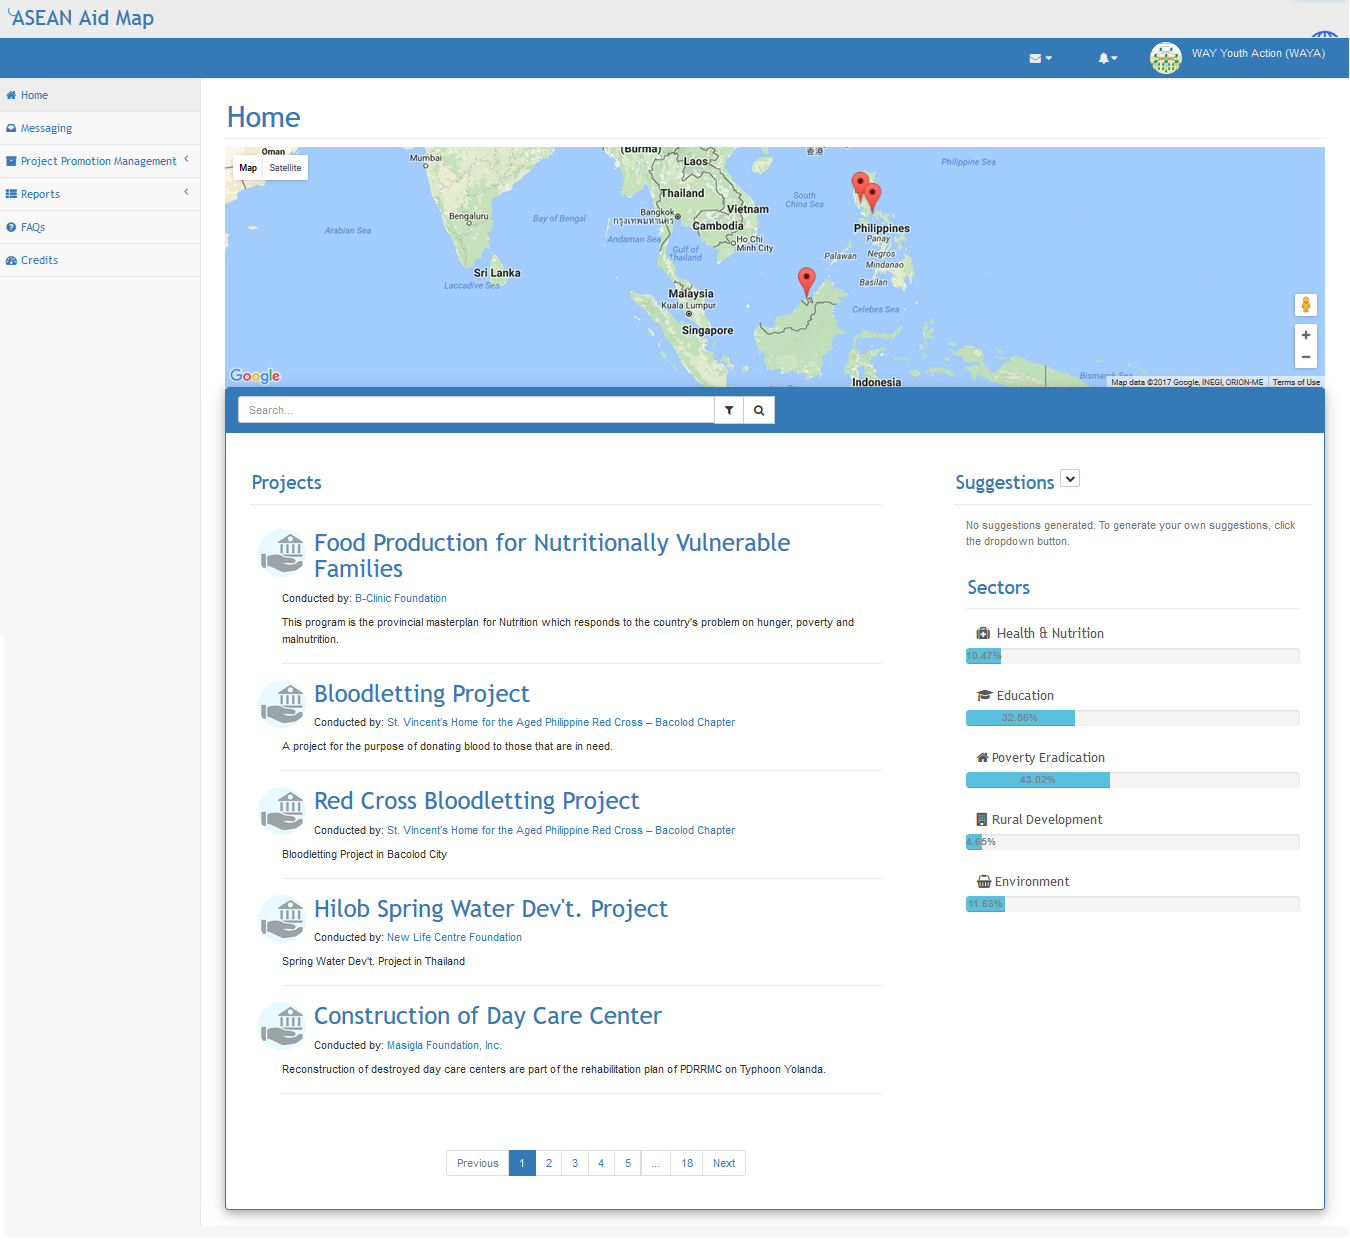 ASEAN Aid Map
WAY Youth Action (WAYA)
Home
Messaging
Project Promotion Management
Reports
FAQs
Credits
Home
Map
Satellite
Oman
Mumbai
(Burma)
Laos
香港
Philippine Sea
Thailand
South
China Sea
Bengaluru
Bay of Bengal
Bangkok
กรุงเทพมหานคร
Vietnam
Cambodia
Arabian Sea
Andaman Sea
Gulf of
Thailand
Ho Chi
Minh City
Philippines
Panay
Palawan
Negros
Mindanao
Basilan
Sri Lanka
Laccadive Sea
Malaysia
Kuala Lumpur
Celebes Sea
Singapore
Indonesia
Bismarck Sea
Google
Map data ©2017 Google, INEGI, ORION-ME
Terms of Use
Search...
Projects
Food Production for Nutritionally Vulnerable
Families
Conducted by: B-Clinic Foundation
This program is the provincial masterplan for Nutrition which responds to the country's problem on hunger, poverty and
malnutrition.
Bloodletting Project
Conducted by: St. Vincent's Home for the Aged Philippine Red Cross – Bacolod Chapter
A project for the purpose of donating blood to those that are in need.
Red Cross Bloodletting Project
Conducted by: St. Vincent's Home for the Aged Philippine Red Cross – Bacolod Chapter
Bloodletting Project in Bacolod City
Hilob Spring Water Dev't. Project
Conducted by: New Life Centre Foundation
Spring Water Dev't. Project in Thailand
Construction of Day Care Center
Conducted by: Masigla Foundation, Inc.
Reconstruction of destroyed day care centers are part of the rehabilitation plan of PDRRMC on Typhoon Yolanda.
Previous 1 2 3 4 5 ... 18 Next
Suggestions
No suggestions generated. To generate your own suggestions, click
the dropdown button.
Sectors
Health & Nutrition
10.47%
Education
32.56%
Poverty Eradication
43.02%
Rural Development
4.65%
Environment
11.63%